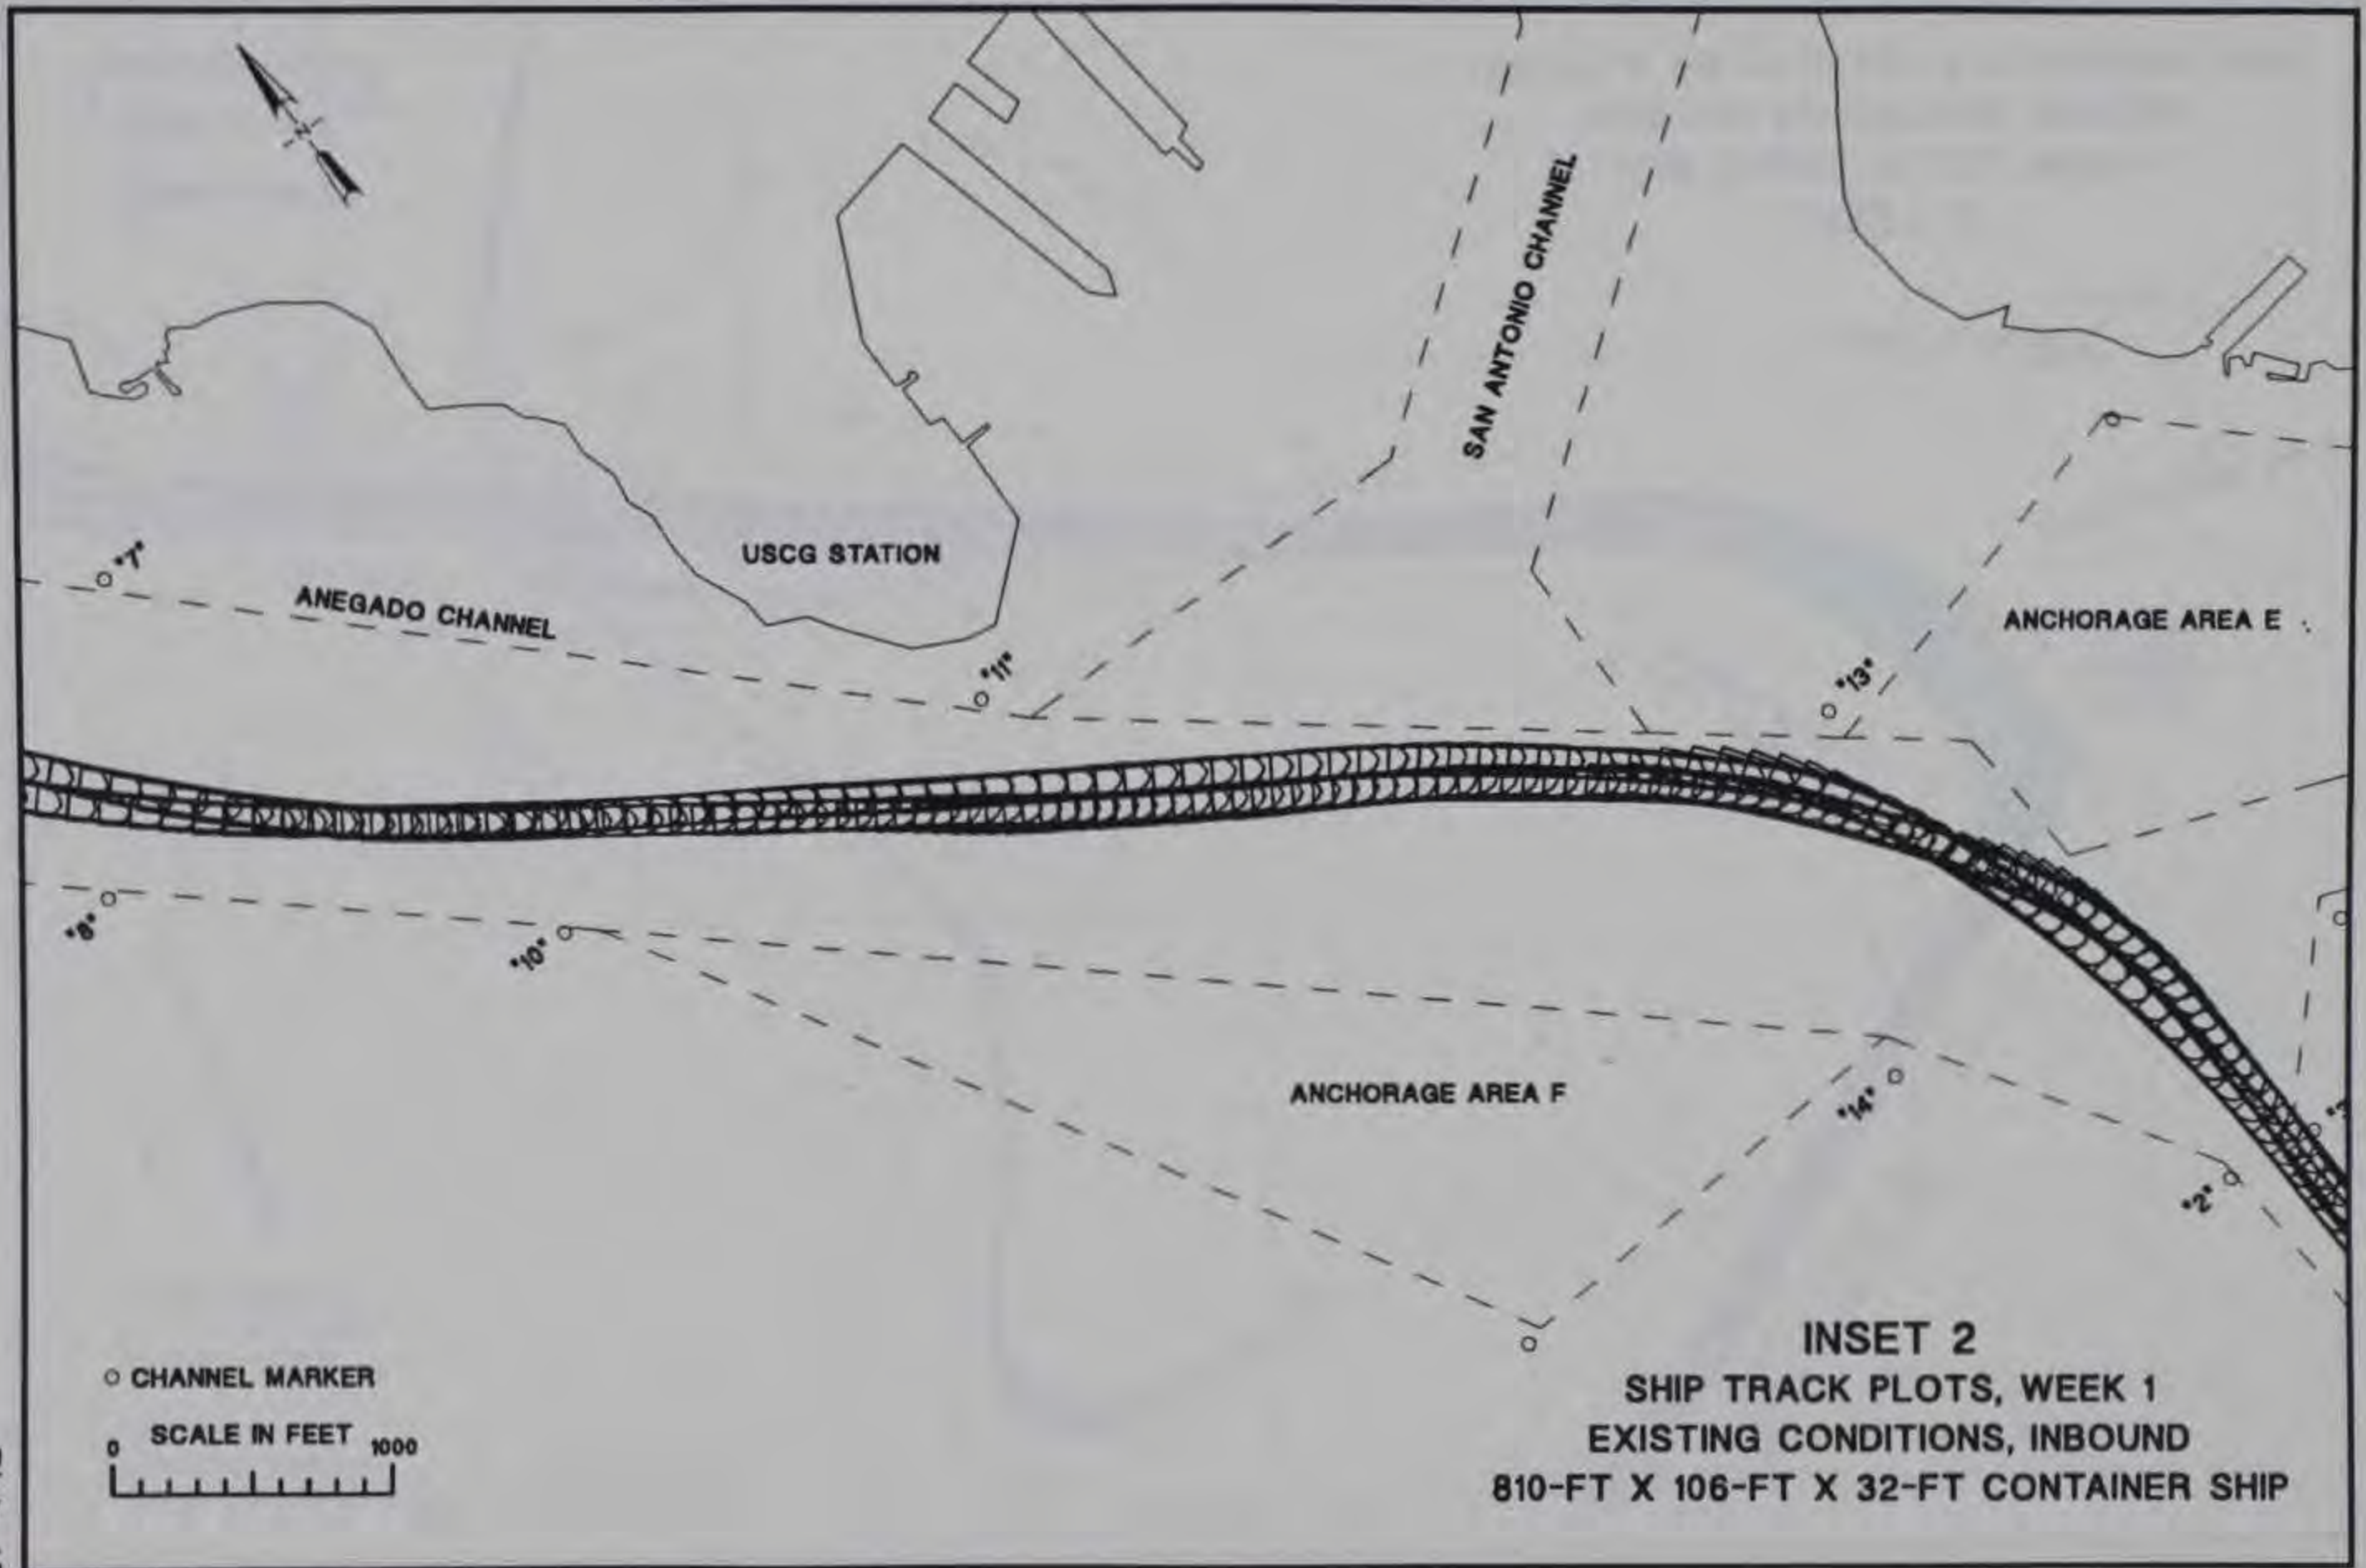 N
SAN ANTONIO CHANNEL
USCG STATION
"7"
ANEGADO CHANNEL
"11"
"13"
ANCHORAGE AREA E
"8"
"10"
ANCHORAGE AREA F
"14"
"2"
INSET 2
SHIP TRACK PLOTS, WEEK 1
EXISTING CONDITIONS, INBOUND
810-FT X 106-FT X 32-FT CONTAINER SHIP
CHANNEL MARKER
SCALE IN FEET
0 1000